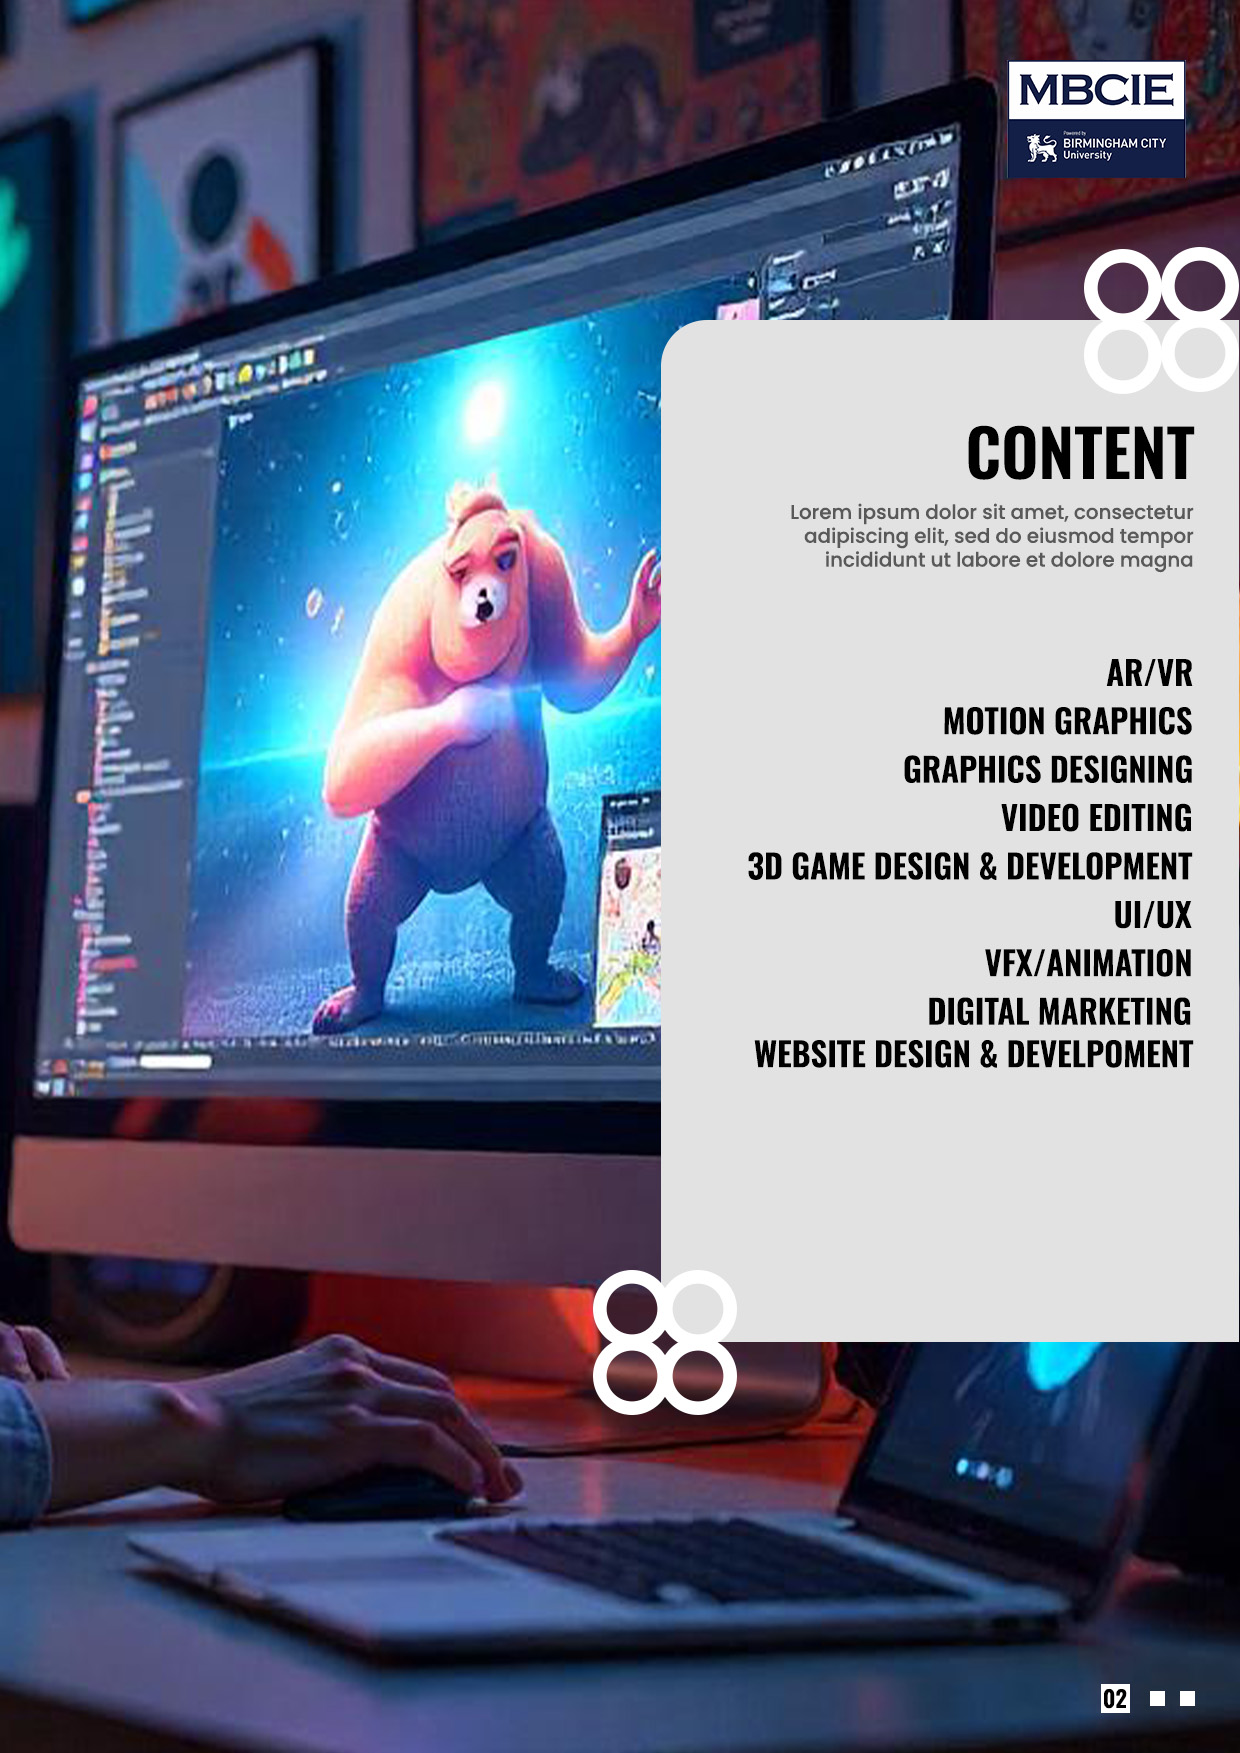 MBCIE
Powered by
BIRMINGHAM CITY
University
CONTENT
Lorem ipsum dolor sit amet, consectetur
adipiscing elit, sed do eiusmod tempor
incididunt ut labore et dolore magna
AR/VR
MOTION GRAPHICS
GRAPHICS DESIGNING
VIDEO EDITING
3D GAME DESIGN & DEVELOPMENT
UI/UX
VFX/ANIMATION
DIGITAL MARKETING
WEBSITE DESIGN & DEVELPOMENT
02